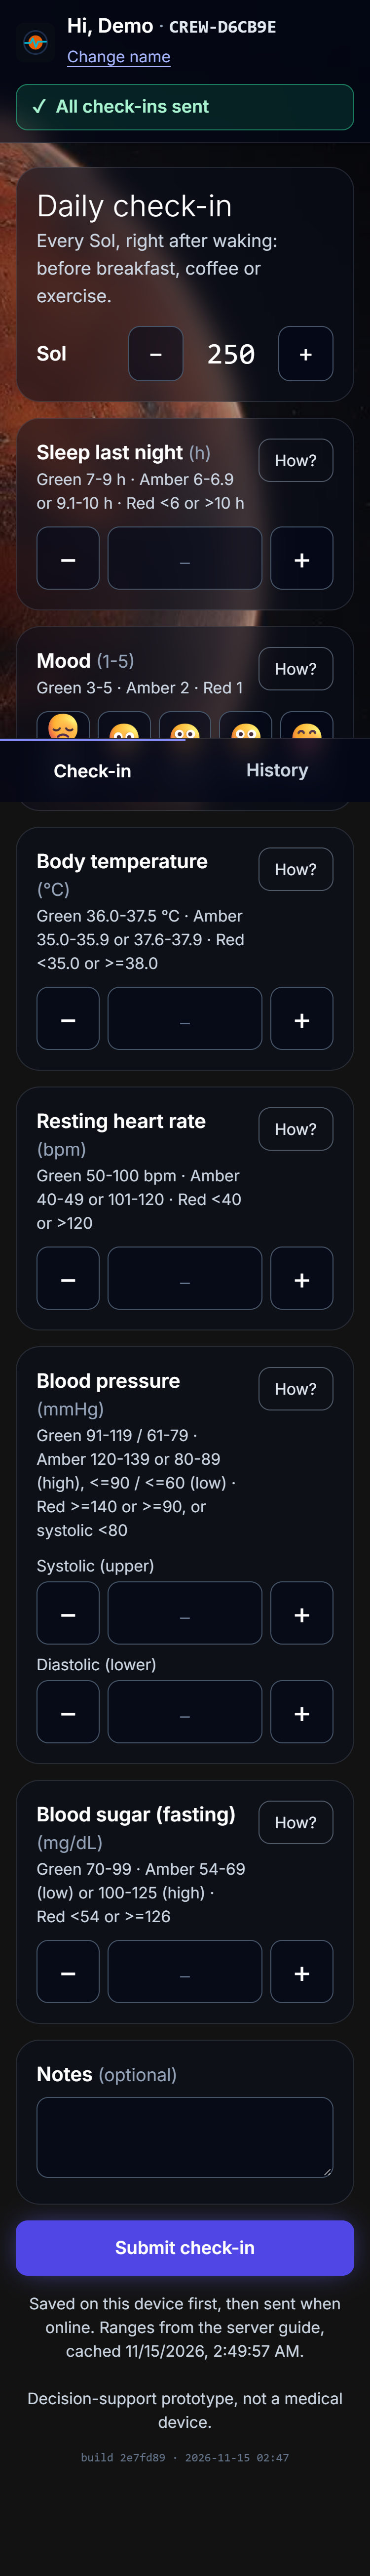 Hi, Demo · CREW-D6CB9E
Change name
✓ All check-ins sent
Daily check-in
Every Sol, right after waking:
before breakfast, coffee or
exercise.
Sol
−
250
+
Sleep last night (h)
How?
Green 7-9 h · Amber 6-6.9
or 9.1-10 h · Red <6 or >10 h
−
–
+
Mood (1-5)
How?
Green 3-5 · Amber 2 · Red 1
Check-in
History
Body temperature
(°C)
How?
Green 36.0-37.5 °C · Amber
35.0-35.9 or 37.6-37.9 · Red
<35.0 or >=38.0
−
–
+
Resting heart rate
(bpm)
How?
Green 50-100 bpm · Amber
40-49 or 101-120 · Red <40
or >120
−
–
+
Blood pressure
(mmHg)
How?
Green 91-119 / 61-79 ·
Amber 120-139 or 80-89
(high), <=90 / <=60 (low) ·
Red >=140 or >=90, or
systolic <80
Systolic (upper)
−
–
+
Diastolic (lower)
−
–
+
Blood sugar (fasting)
(mg/dL)
How?
Green 70-99 · Amber 54-69
(low) or 100-125 (high) ·
Red <54 or >=126
−
–
+
Notes (optional)
Submit check-in
Saved on this device first, then sent when
online. Ranges from the server guide,
cached 11/15/2026, 2:49:57 AM.
Decision-support prototype, not a medical
device.
build 2e7fd89 · 2026-11-15 02:47